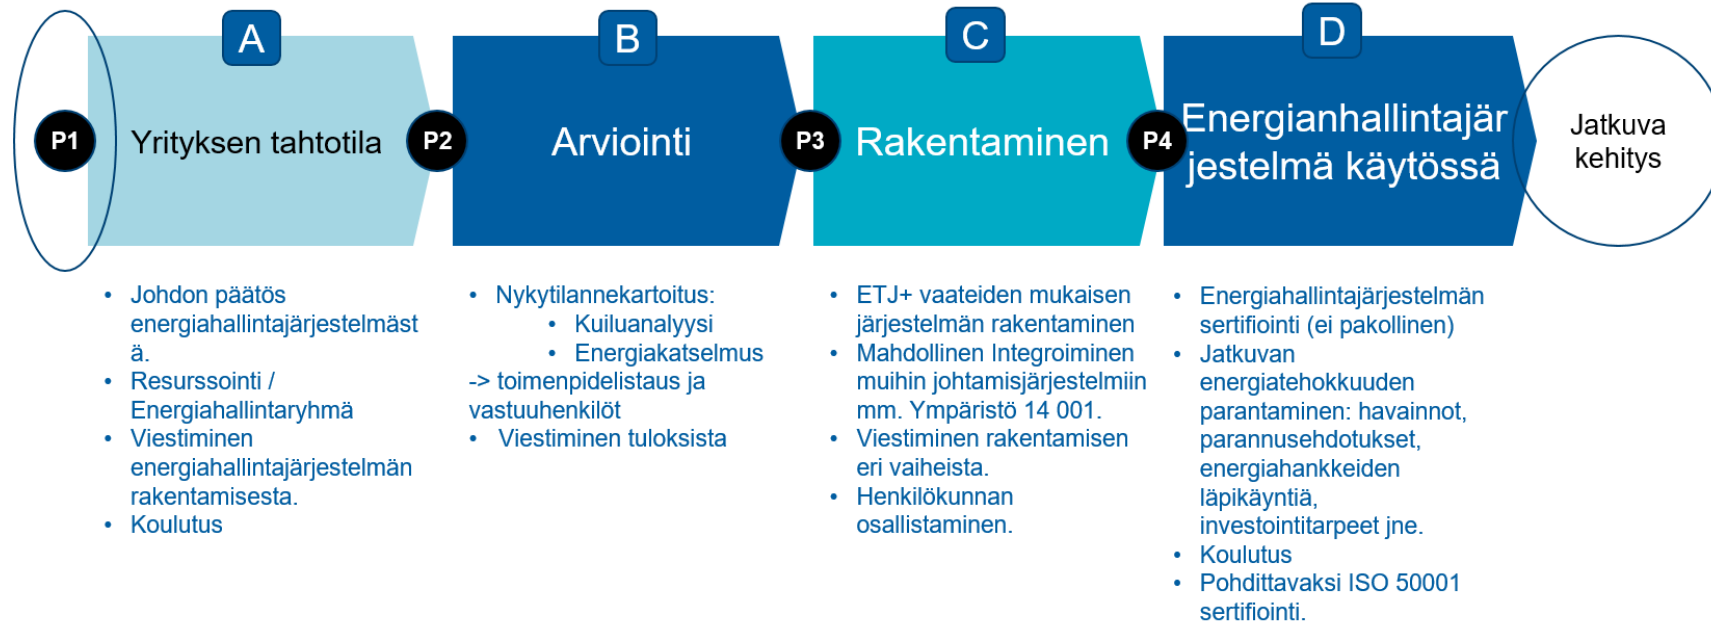 A
B
C
D
P1
Yrityksen tahtotila
P2
Arviointi
P3
Rakentaminen
P4
Energianhallintajär
jestelmä käytössä
Jatkuva
kehitys
• Johdon päätös
energiahallintajärjestelmäst
ä.
• Resurssointi /
Energiahallintaryhmä
• Viestiminen
energiahallintajärjestelmän
rakentamisesta.
• Koulutus
• Nykytilannekartoitus:
• Kuiluanalyysi
• Energiakatselmus
-> toimenpidelistaus ja
vastuuhenkilöt
• Viestiminen tuloksista
• ETJ+ vaateiden mukaisen
järjestelmän rakentaminen
• Mahdollinen Integroiminen
muihin johtamisjärjestelmiin
mm. Ympäristö 14 001.
• Viestiminen rakentamisen
eri vaiheista.
• Henkilökunnan
osallistaminen.
• Energiahallintajärjestelmän
sertifiointi (ei pakollinen)
• Jatkuvan
energiatehokkuuden
parantaminen: havainnot,
parannusehdotukset,
energiahankkeiden
läpikäyntiä,
investointitarpeet jne.
• Koulutus
• Pohdittavaksi ISO 50001
sertifiointi.